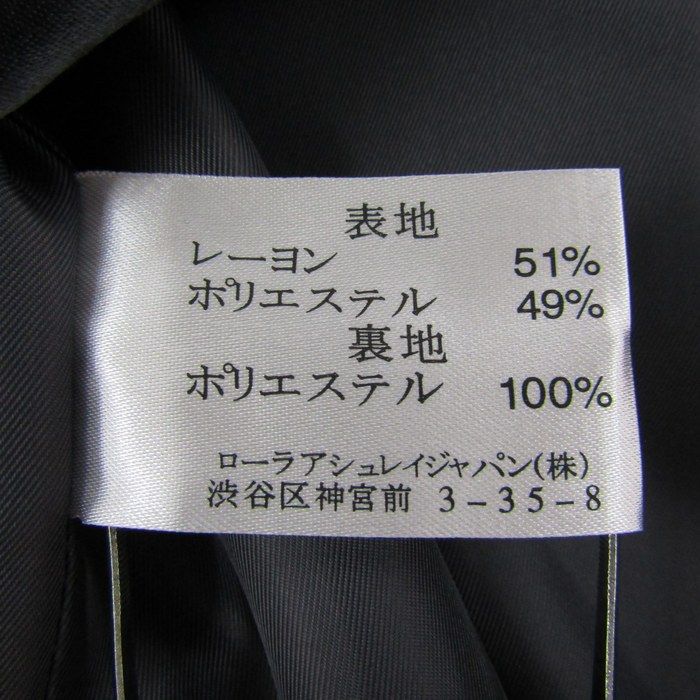 表地
レーヨン 51%
ポリエステル 49%
裏地
ポリエステル 100%
ローラアシュレイジャパン(株)
渋谷区神宮前 3-35-8